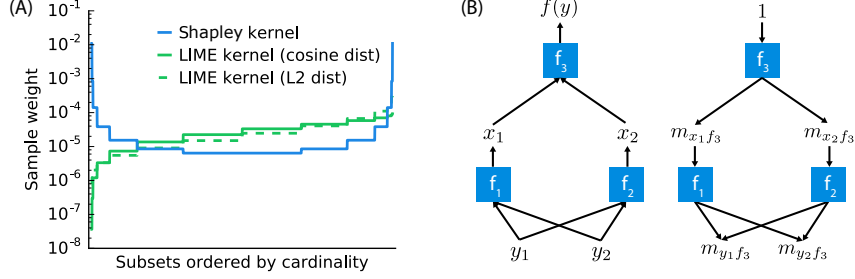 (A)
Sample weight
10⁻¹
10⁻²
10⁻³
10⁻⁴
10⁻⁵
10⁻⁶
10⁻⁷
10⁻⁸
Shapley kernel
LIME kernel (cosine dist)
LIME kernel (L2 dist)
Subsets ordered by cardinality
(B)
f(y)
f₃
x₁ x₂
f₁ f₂
y₁ y₂
1
f₃
mₓ₁f₃ mₓ₂f₃
f₁ f₂
m_y₁f₃ m_y₂f₃